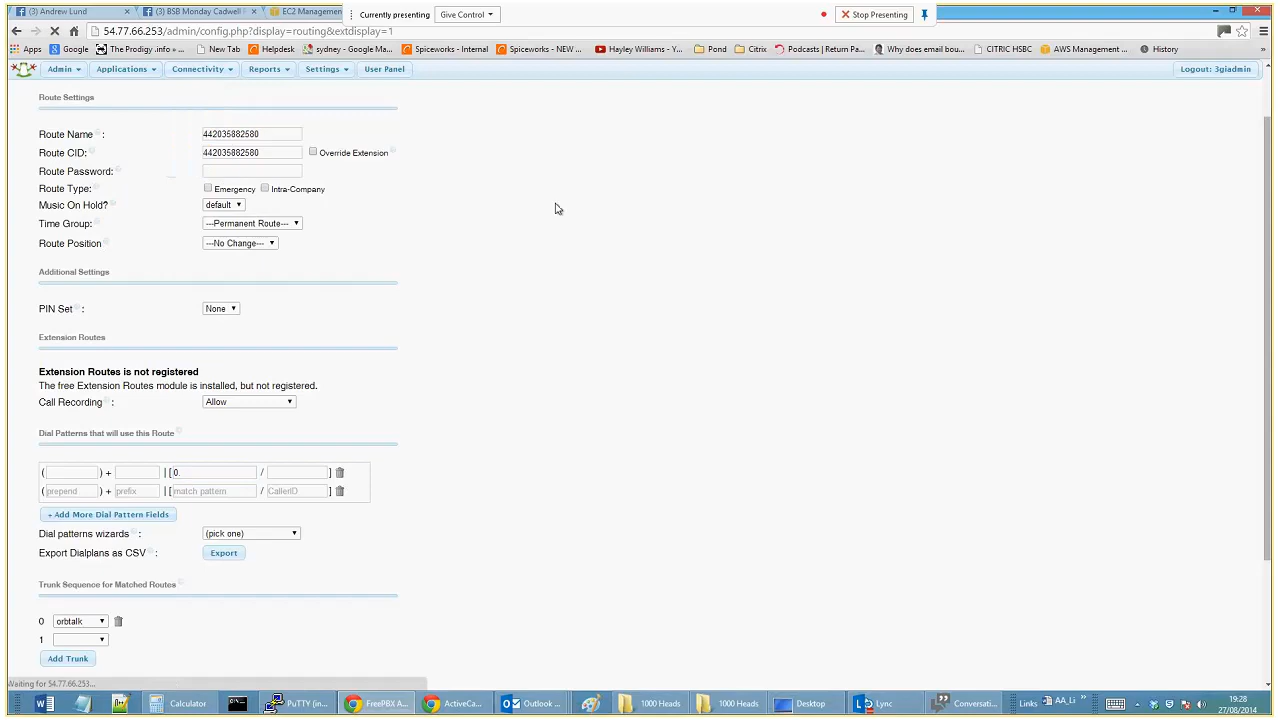 (3) Andrew Lund
(3) BSB Monday Cadwell
EC2 Management
Currently presenting
Give Control
Stop Presenting
54.77.66.253/admin/config.php?display=routing&extdisplay=1
Apps
Google
The Prodigy .info ...
New Tab
Helpdesk
sydney - Google Ma...
Spiceworks - Internal
Spiceworks - NEW ...
Hayley Williams - Y...
Pond
Citrix
Podcasts | Return Pa...
Why does email bou...
CITRIC HSBC
AWS Management ...
History
Admin
Applications
Connectivity
Reports
Settings
User Panel
Logout: 3giadmin
Route Settings
Route Name :
442035882580
Route CID:
442035882580
Override Extension
Route Password:
Route Type:
Emergency
Intra-Company
Music On Hold?
default
Time Group:
---Permanent Route---
Route Position
---No Change---
Additional Settings
PIN Set :
None
Extension Routes
Extension Routes is not registered
The free Extension Routes module is installed, but not registered.
Call Recording :
Allow
Dial Patterns that will use this Route
( ) + | [ 0. / ]
( prepend ) + prefix | [ match pattern / CallerID ]
+ Add More Dial Pattern Fields
Dial patterns wizards :
(pick one)
Export Dialplans as CSV :
Export
Trunk Sequence for Matched Routes
0 orbtalk
1
Add Trunk
Waiting for 54.77.66.253...
Calculator
PuTTY (in...
FreePBX A...
ActiveCa...
Outlook ...
1000 Heads
1000 Heads
Desktop
Lync
Conversati...
Links
AA_Li
19:28
27/08/2014